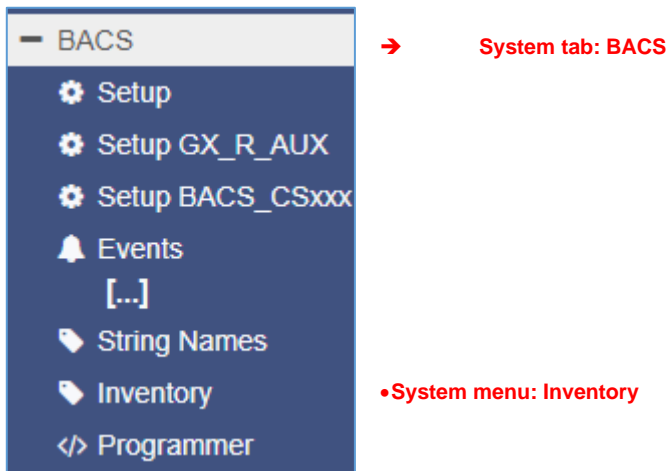 − BACS ➔ System tab: BACS
Setup
Setup GX_R_AUX
Setup BACS_CSxxx
Events
[...]
String Names
Inventory •System menu: Inventory
</> Programmer